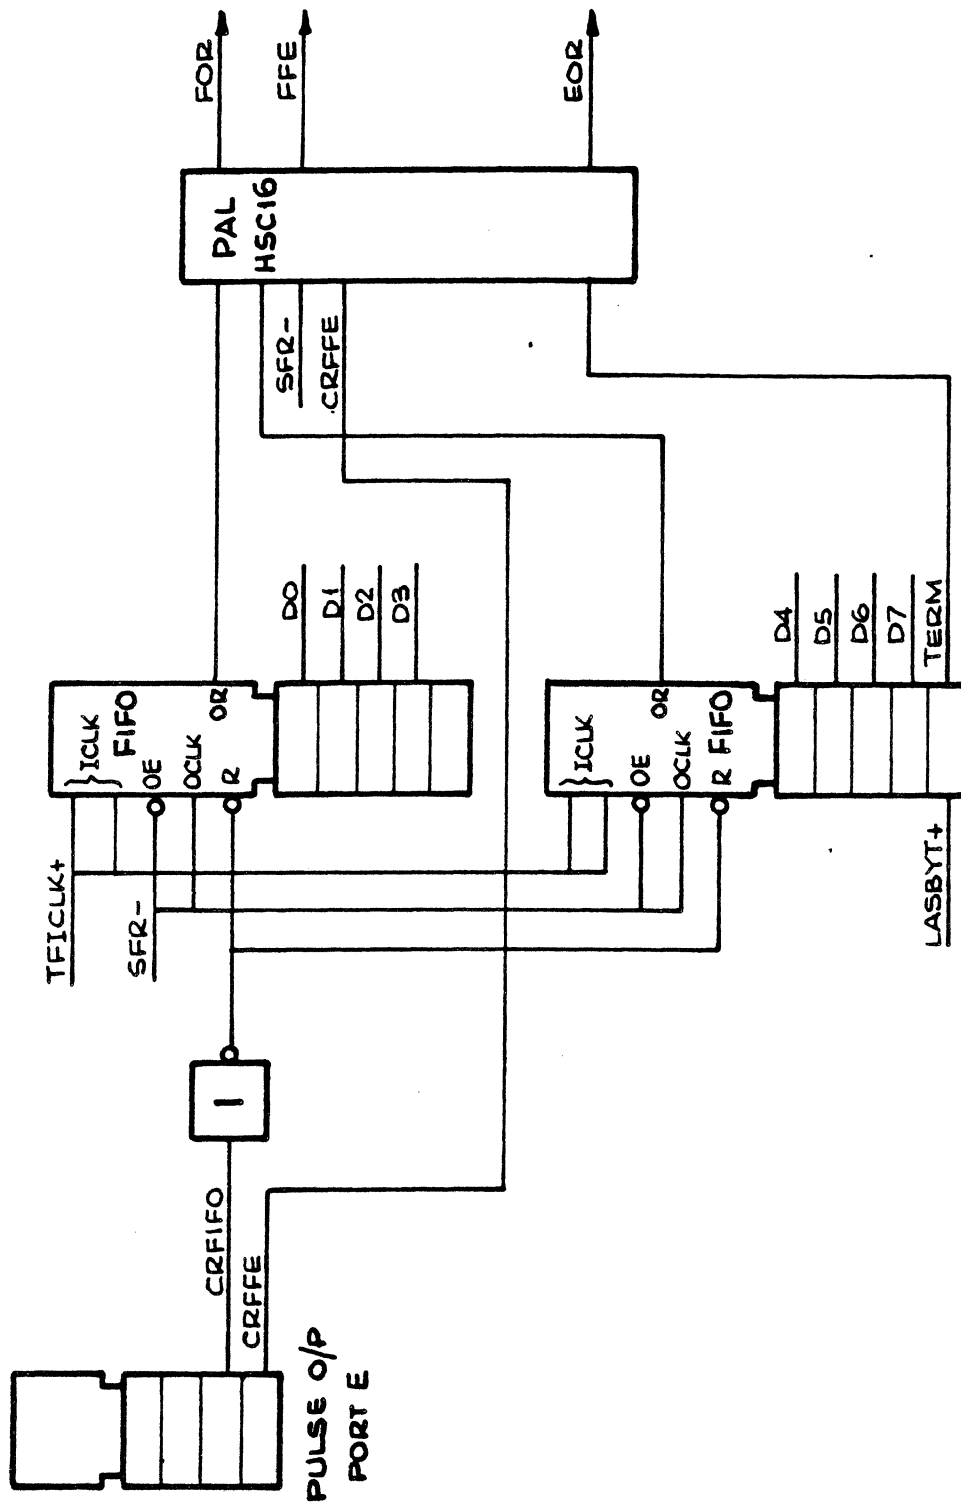 PULSE O/P
PORT E
CRFIFO
CRFFE
1
TFICLK+
SFR-
}ICLK
FIFO
OE
OCLK
R
OR
D0
D1
D2
D3
LASBYT+
}ICLK
OE
OCLK
R FIFO
OR
D4
D5
D6
D7
TERM
SFR-
CRFFE
PAL
HSC16
FOR
FFE
EOR